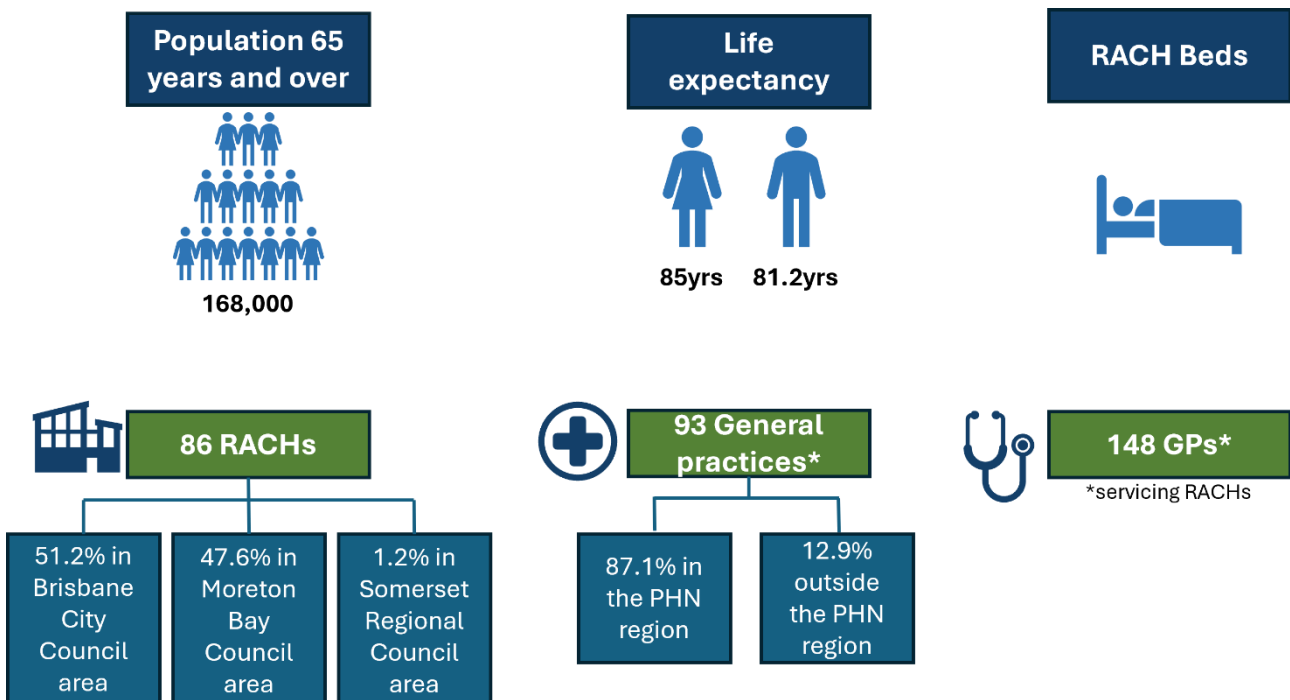 Population 65
years and over
168,000
Life
expectancy
85yrs
81.2yrs
RACH Beds
86 RACHs
51.2% in
Brisbane
City
Council
area
47.6% in
Moreton
Bay
Council
area
1.2% in
Somerset
Regional
Council
area
93 General
practices*
87.1% in
the PHN
region
12.9%
outside
the PHN
region
148 GPs*
*servicing RACHs